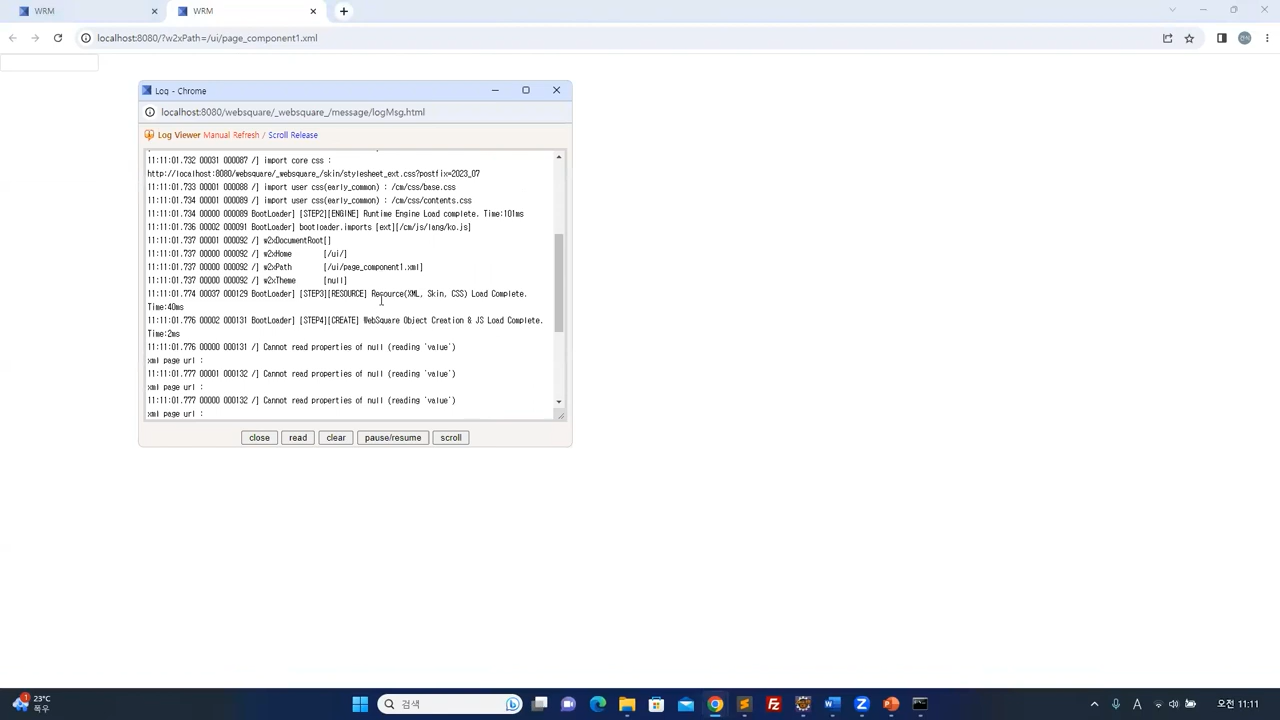 WRM
WRM
localhost:8080/?w2xPath=/ui/page_component1.xml
Log - Chrome
localhost:8080/websquare/_websquare_/message/logMsg.html
Log Viewer Manual Refresh / Scroll Release
11:11:01.732 00031 000087 /] import core css :
http://localhost:8080/websquare/_websquare_/skin/stylesheet_ext.css?postfix=2023_07
11:11:01.733 00001 000088 /] import user css(early_common) : /cm/css/base.css
11:11:01.734 00001 000089 /] import user css(early_common) : /cm/css/contents.css
11:11:01.734 00000 000089 BootLoader] [STEP2][ENGINE] Runtime Engine Load complete. Time:101ms
11:11:01.736 00002 000091 BootLoader] bootloader.imports [ext][/cm/js/lang/ko.js]
11:11:01.737 00001 000092 /] w2xDocumentRoot[]
11:11:01.737 00000 000092 /] w2xHome [/ui/]
11:11:01.737 00000 000092 /] w2xPath [/ui/page_component1.xml]
11:11:01.737 00000 000092 /] w2xTheme [null]
11:11:01.774 00037 000129 BootLoader] [STEP3][RESOURCE] Resource(XML, Skin, CSS) Load Complete.
Time:40ms
11:11:01.776 00002 000131 BootLoader] [STEP4][CREATE] WebSquare Object Creation & JS Load Complete.
Time:2ms
11:11:01.776 00000 000131 /] Cannot read properties of null (reading 'value')
xml page url :
11:11:01.777 00001 000132 /] Cannot read properties of null (reading 'value')
xml page url :
11:11:01.777 00000 000132 /] Cannot read properties of null (reading 'value')
xml page url :
close read clear pause/resume scroll
1
23°C
폭우
검색
A
오전 11:11